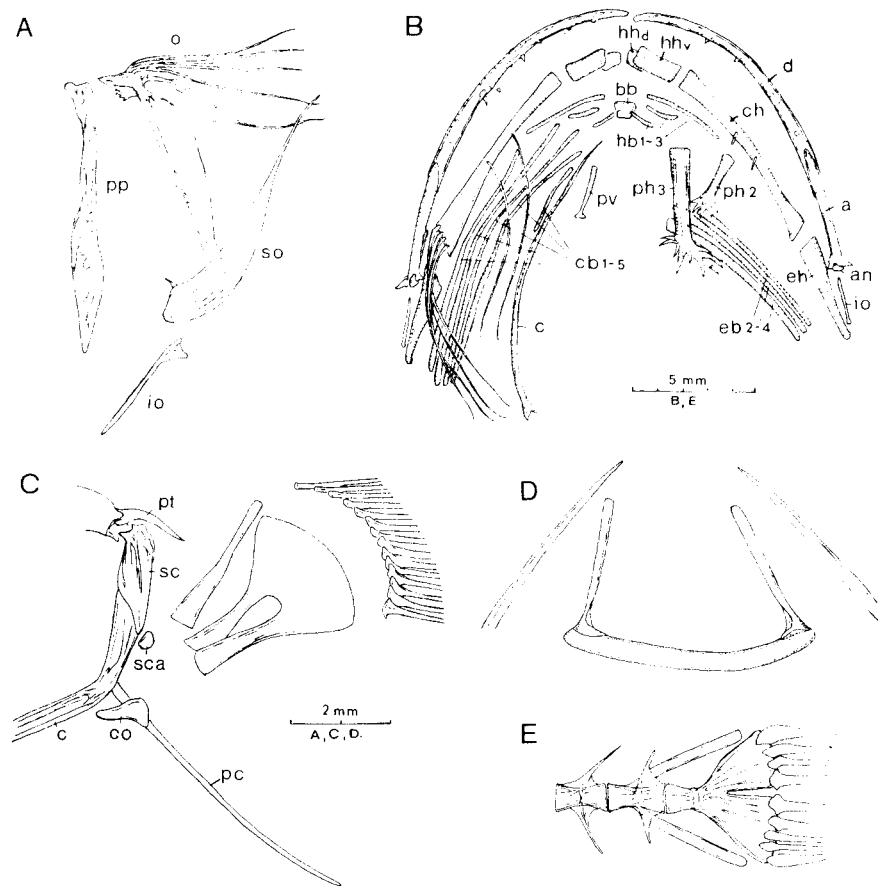 A
o
pp
so
io
B
hhd
hhv
d
bb
ch
hb1-3
pv
ph3
ph2
a
cb1-5
eh
an
io
c
eb2-4
5 mm
B, E
C
pt
sc
sca
c
co
pc
2 mm
A, C, D.
D
E